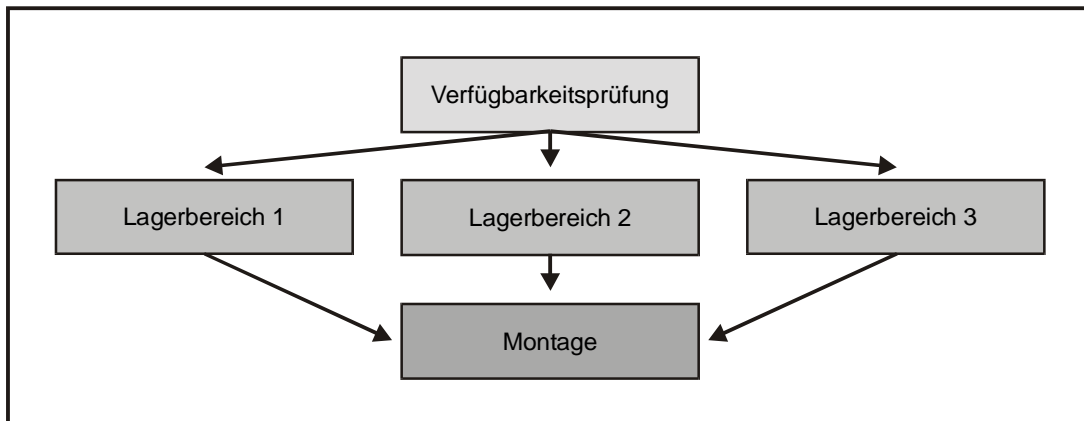 Verfügbarkeitsprüfung
Lagerbereich 1
Lagerbereich 2
Lagerbereich 3
Montage